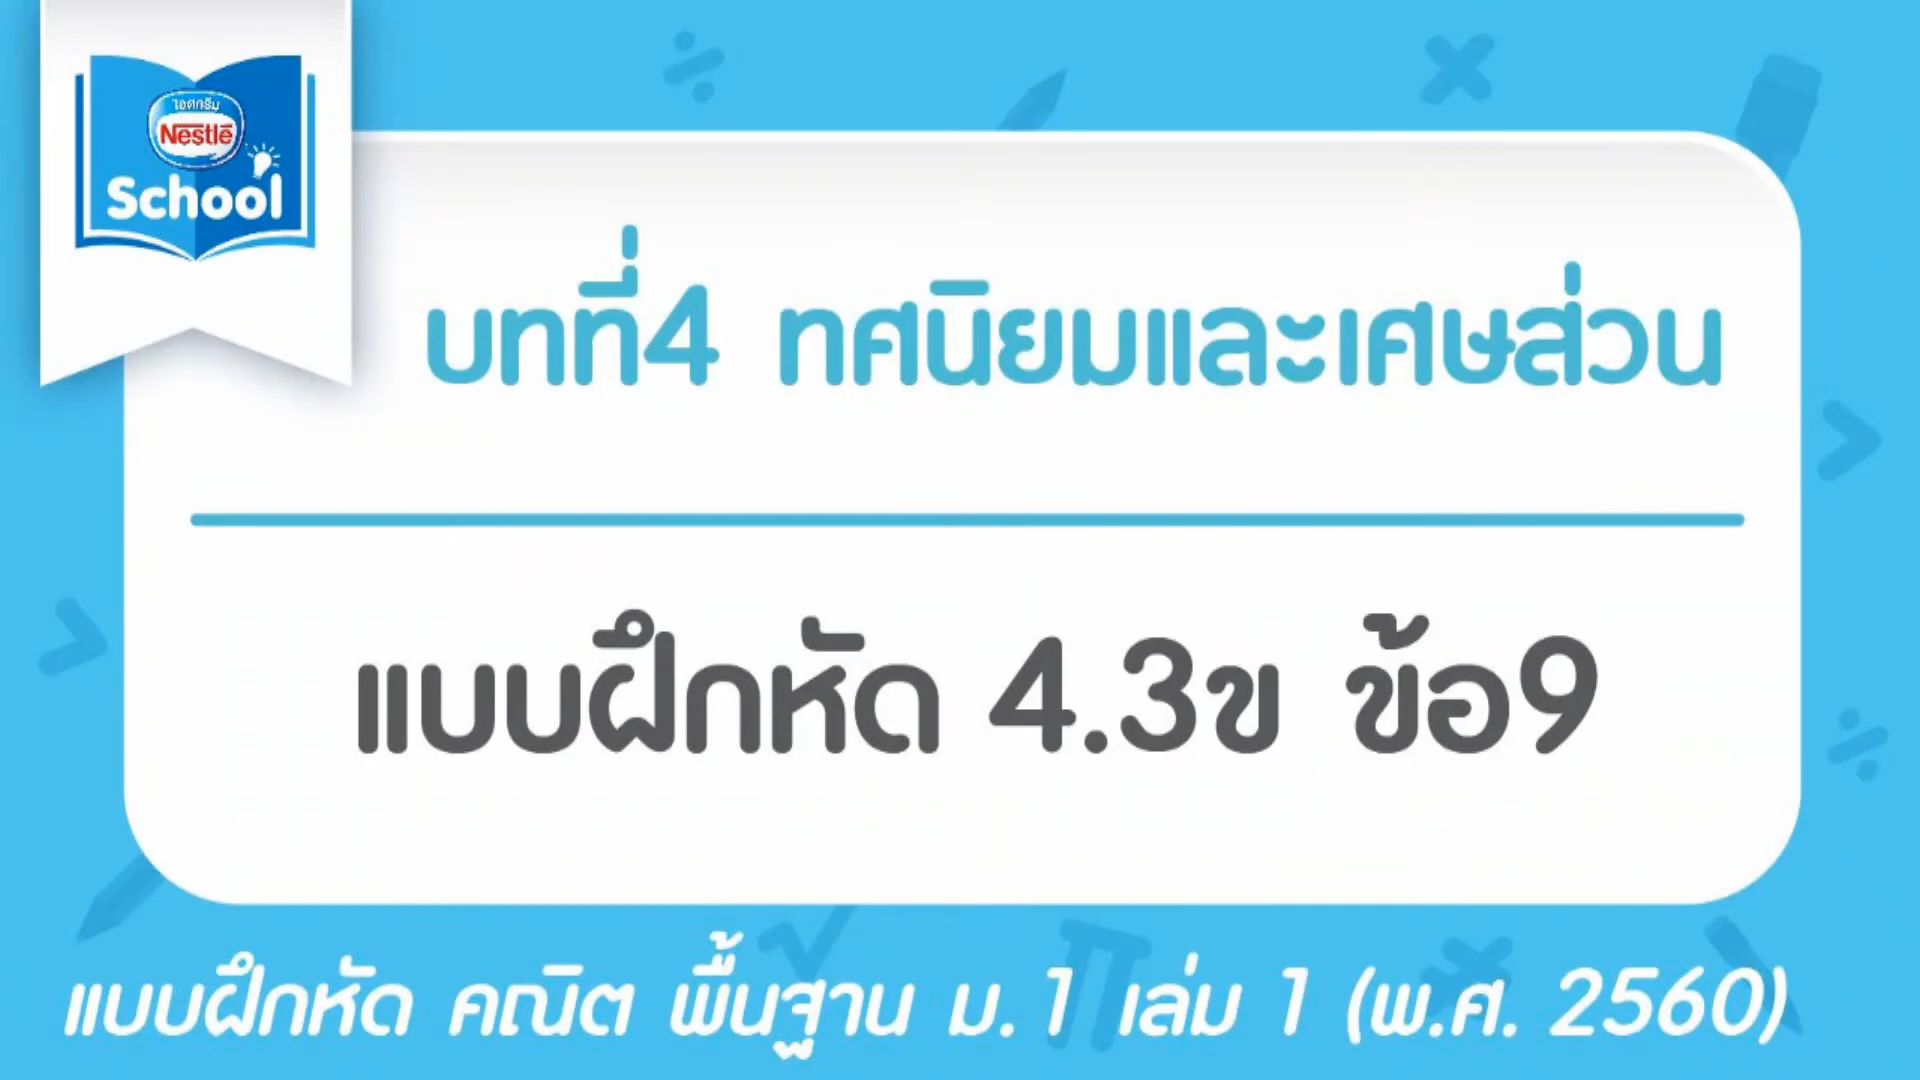 ไอศกรีม
Nestlé
School
บทที่4 ทศนิยมและเศษส่วน
แบบฝึกหัด 4.3ข ข้อ9
แบบฝึกหัด คณิต พื้นฐาน ม.1 เล่ม 1 (พ.ศ. 2560)